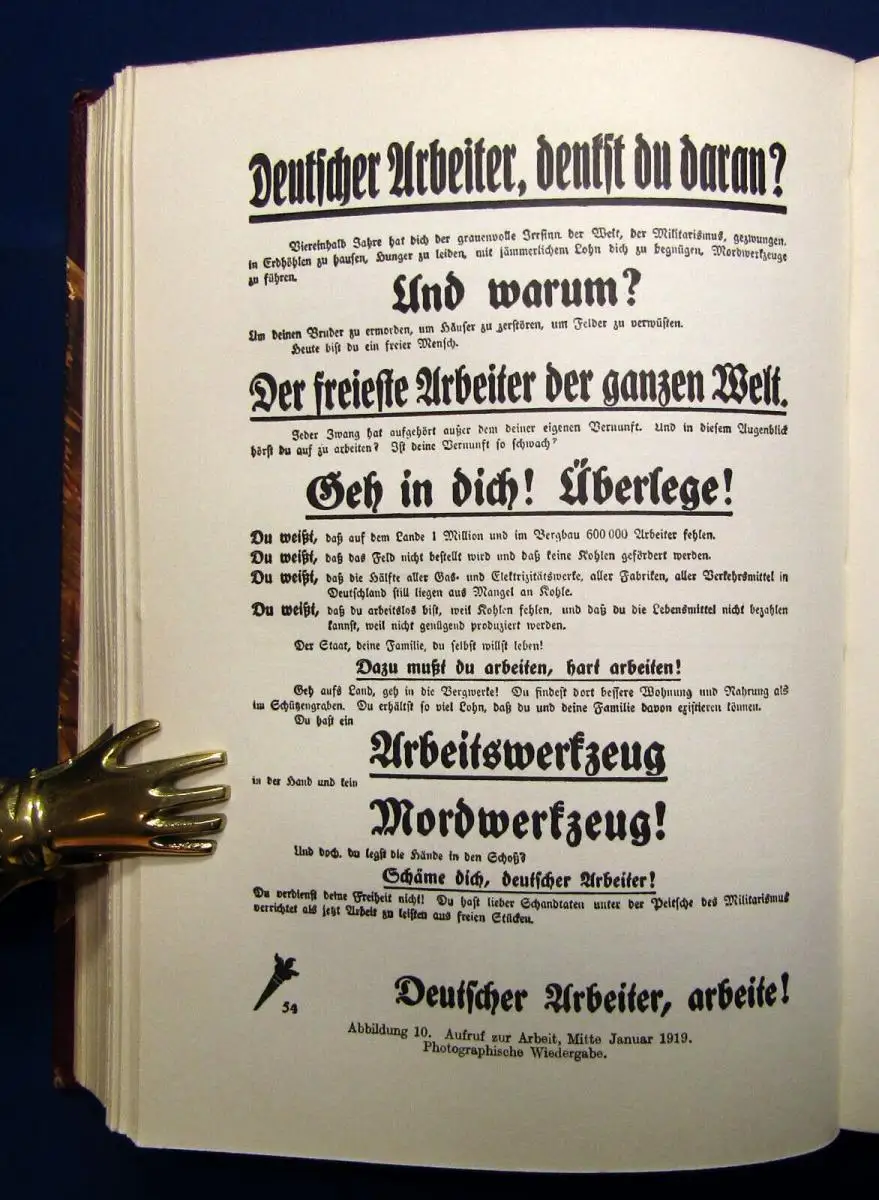 Deutscher Arbeiter, denkst du daran?
Viereinhalb Jahre hat dich der grauenvolle Irrsinn der Welt, der Militarismus, gezwungen,
in Erdhöhlen zu hausen, Hunger zu leiden, mit jämmerlichem Lohn dich zu begnügen, Mordwerkzeuge
zu führen.
Und warum?
Um deinen Bruder zu ermorden, um Häuser zu zerstören, um Felder zu verwüsten.
Heute bist du ein freier Mensch.
Der freieste Arbeiter der ganzen Welt.
Jeder Zwang hat aufgehört außer dem deiner eigenen Vernunft. Und in diesem Augenblick
hörst du auf zu arbeiten? Ist deine Vernunft so schwach?
Geh in dich! Überlege!
Du weißt, daß auf dem Lande 1 Million und im Bergbau 600000 Arbeiter fehlen.
Du weißt, daß das Feld nicht bestellt wird und daß keine Kohlen gefördert werden.
Du weißt, daß die Hälfte aller Gas- und Elektrizitätswerke, aller Fabriken, aller Verkehrsmittel in
Deutschland still liegen aus Mangel an Kohle.
Du weißt, daß du arbeitslos bist, weil Kohlen fehlen, und daß du die Lebensmittel nicht bezahlen
kannst, weil nicht genügend produziert werden.
Der Staat, deine Familie, du selbst willst leben!
Dazu mußt du arbeiten, hart arbeiten!
Geh aufs Land, geh in die Bergwerke! Du findest dort bessere Wohnung und Nahrung als
im Schützengraben. Du erhältst so viel Lohn, daß du und deine Familie davon existieren können.
Du hast ein
Arbeitswerkzeug
in der Hand und kein
Mordwerkzeug!
Und doch, du legst die Hände in den Schoß?
Schäme dich, deutscher Arbeiter!
Du verdienst deine Freiheit nicht! Du hast lieber Schandtaten unter der Peitsche des Militarismus
verrichtet als jetzt Arbeit zu leisten aus freien Stücken.
54
Deutscher Arbeiter, arbeite!
Abbildung 10. Aufruf zur Arbeit, Mitte Januar 1919.
Photographische Wiedergabe.